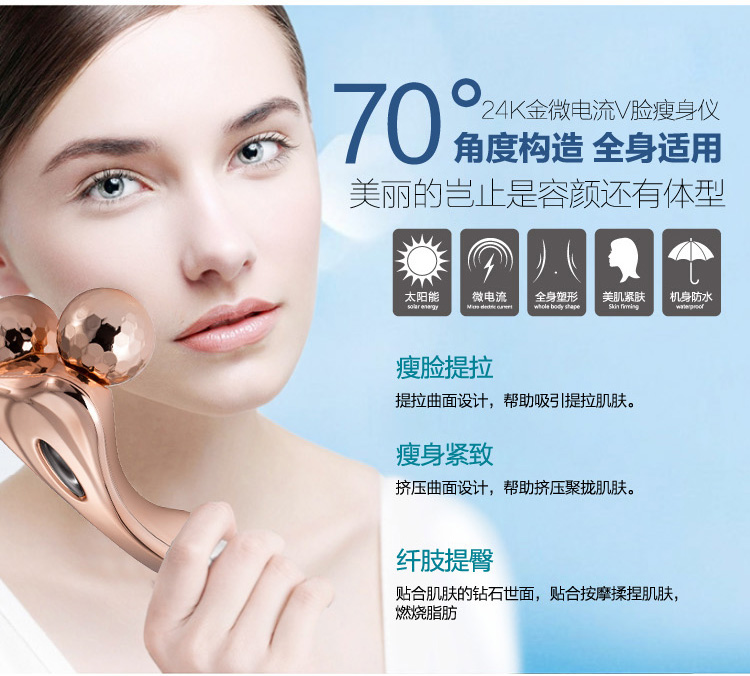 70°
24K金微电流V脸瘦身仪
角度构造 全身适用
美丽的岂止是容颜还有体型
太阳能
solar energy
微电流
Micro electric current
全身塑形
whole body shape
美肌紧肤
Skin firming
机身防水
waterproof
瘦脸提拉
提拉曲面设计，帮助吸引提拉肌肤。
瘦身紧致
挤压曲面设计，帮助挤压聚拢肌肤。
纤肢提臀
贴合肌肤的钻石世面，贴合按摩揉捏肌肤，
燃烧脂肪